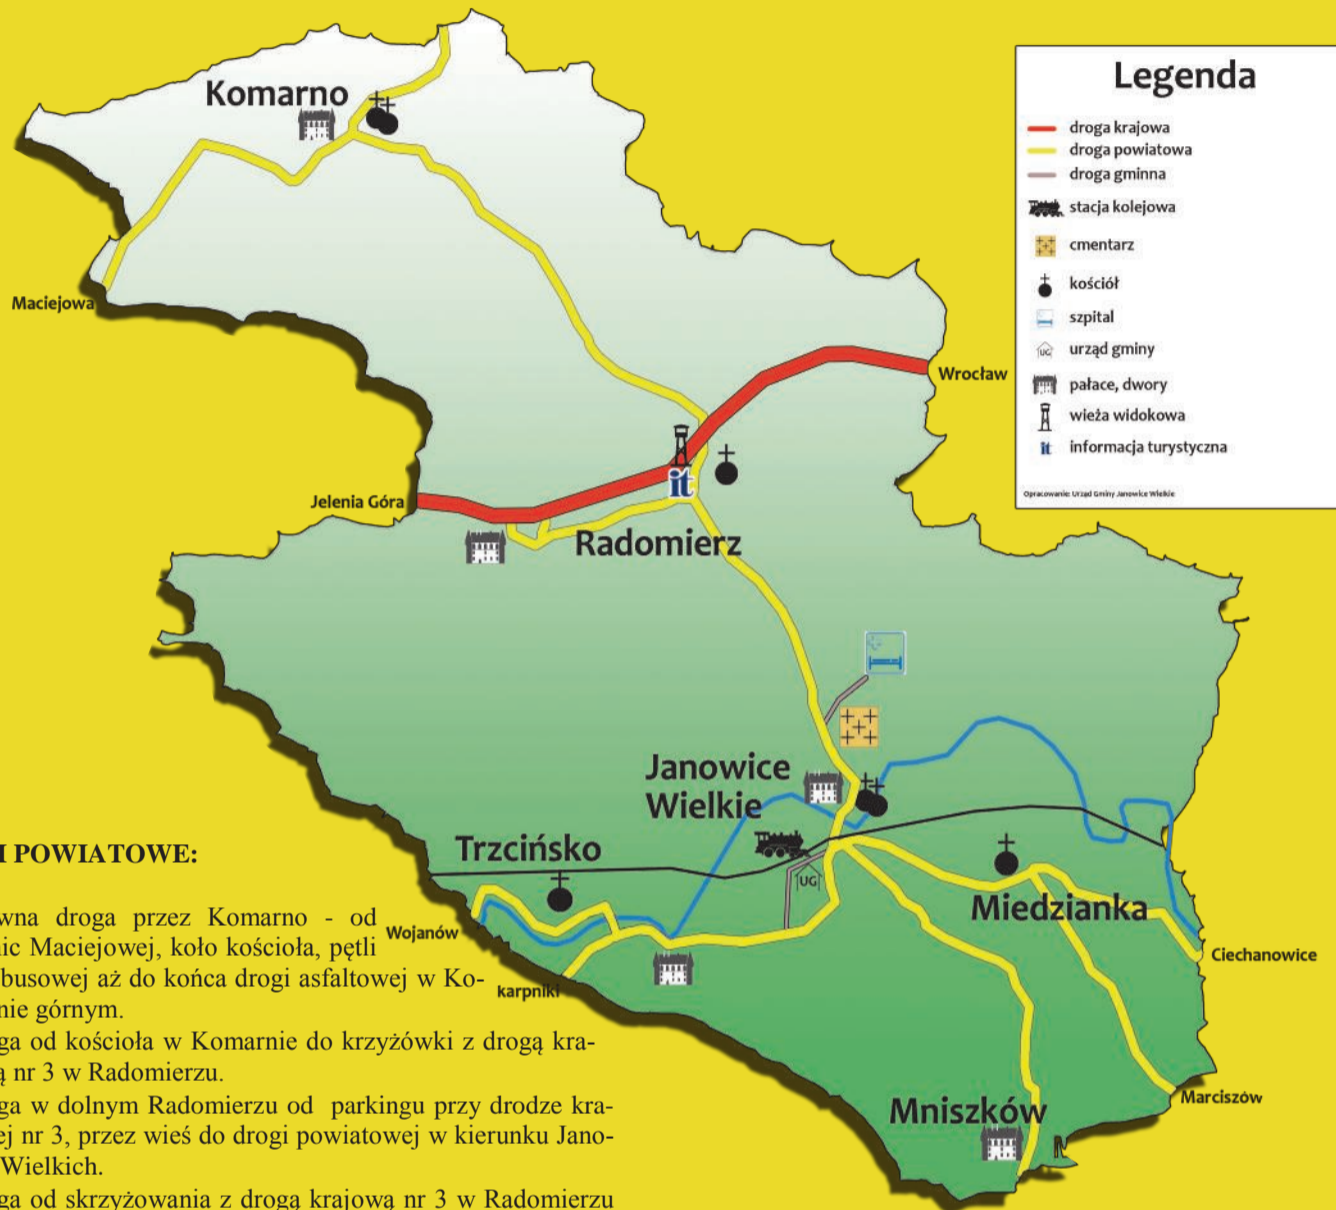 Komarno
Maciejowa
Wrocław
Jelenia Góra
it
Radomierz
Janowice
Wielkie
UG
Trzcińsko
Miedzianka
Wojanów
karpniki
Ciechanowice
Marciszów
Mniszków
Legenda
droga krajowa
droga powiatowa
droga gminna
stacja kolejowa
cmentarz
kościół
szpital
UG urząd gminy
pałace, dwory
wieża widokowa
it informacja turystyczna
Opracowanie: Urząd Gminy Janowice Wielkie
I POWIATOWE:
wna droga przez Komarno - od
nic Maciejowej, koło kościoła, pętli
busowej aż do końca drogi asfaltowej w Ko-
nie górnym.
ga od kościoła w Komarnie do krzyżówki z drogą kra-
ą nr 3 w Radomierzu.
ga w dolnym Radomierzu od parkingu przy drodze kra-
ej nr 3, przez wieś do drogi powiatowej w kierunku Jano-
Wielkich.
ga od skrzyżowania z drogą krajową nr 3 w Radomierzu